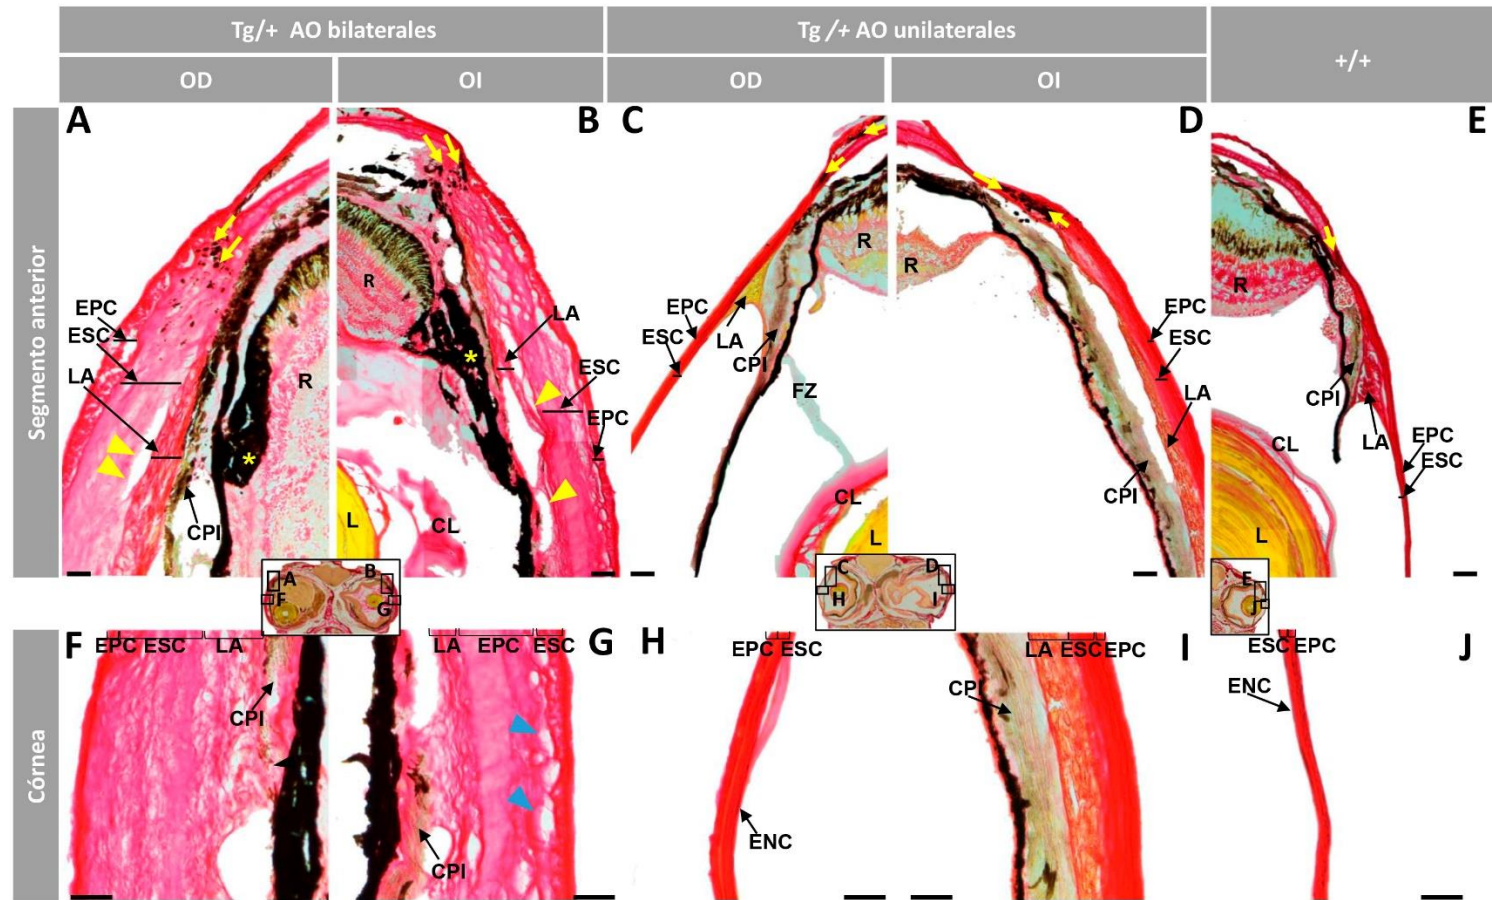 Tg/+ AO bilaterales
Tg /+ AO unilaterales
+/+
OD
OI
OD
OI
Segmento anterior
A
B
C
D
E
EPC
ESC
LA
R
*
CPI
R
*
LA
ESC
EPC
L
CL
EPC
ESC
LA
CPI
R
FZ
CL
L
R
EPC
ESC
LA
CPI
R
CPI
LA
CL
EPC
ESC
L
A
B
F
G
C
D
H
I
E
J
Córnea
F
EPC ESC LA
CPI
LA EPC ESC
G
CPI
H
EPC ESC
ENC
LA ESC EPC
I
CPI
ESC EPC
J
ENC